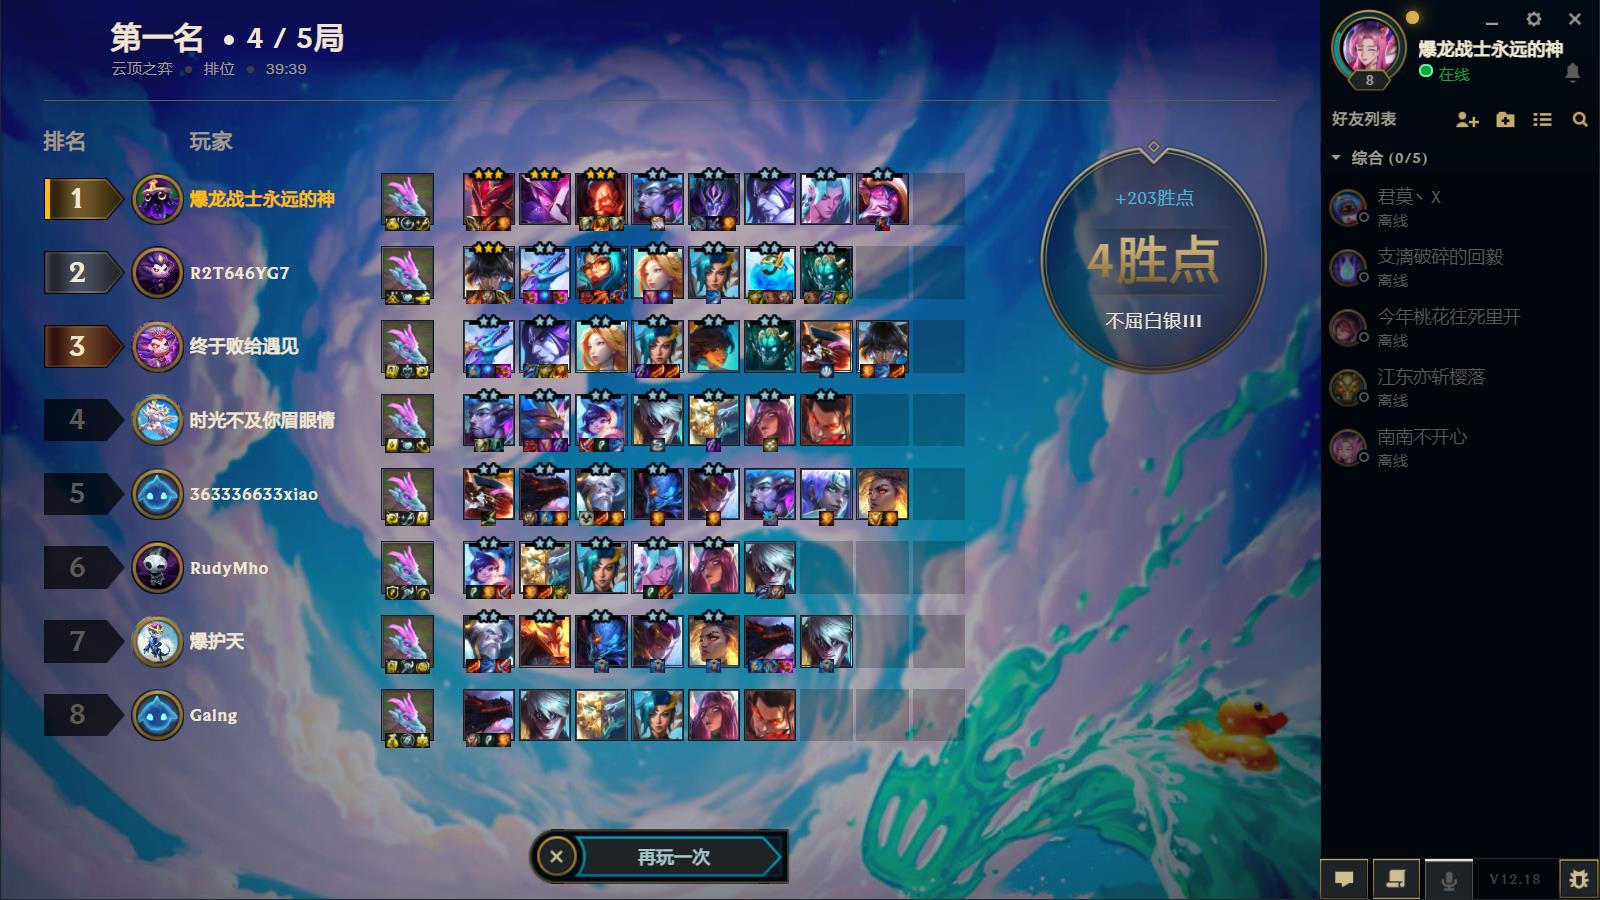 第一名 • 4 / 5局
云顶之弈 • 排位 • 39:39
排名 玩家
1 爆龙战士永远的神
2 R2T646YG7
3 终于败给遇见
4 时光不及你眉眼情
5 363336633xiao
6 RudyMho
7 爆护天
8 Galng
+203胜点
4胜点
不屈白银III
再玩一次
爆龙战士永远的神
8
在线
好友列表
综合 (0/5)
君莫丶X
离线
支漓破碎的回毅
离线
今年桃花往死里开
离线
江东亦斩樱落
离线
南南不开心
离线
V12.18